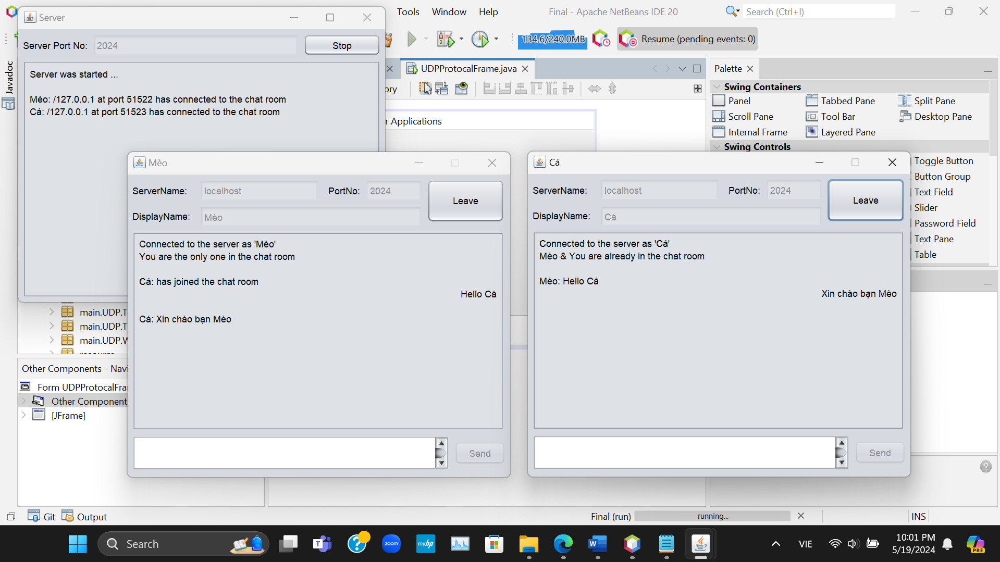 Server
Server Port No:
2024
Stop
Server was started ...
Mèo: /127.0.0.1 at port 51522 has connected to the chat room
Cá: /127.0.0.1 at port 51523 has connected to the chat room
Tools
Window
Help
Final - Apache NetBeans IDE 20
Search (Ctrl+I)
134.6/240.0MB
Resume (pending events: 0)
Javadoc
UDPProtocalFrame.java
ory
r Applications
Palette
Swing Containers
Panel
Tabbed Pane
Split Pane
Scroll Pane
Tool Bar
Desktop Pane
Internal Frame
Layered Pane
Swing Controls
Toggle Button
Button Group
Text Field
Slider
Password Field
Text Pane
Table
Mèo
ServerName:
localhost
PortNo:
2024
Leave
DisplayName:
Mèo
Connected to the server as 'Mèo'
You are the only one in the chat room
Cá: has joined the chat room
Hello Cá
Cá: Xin chào bạn Mèo
Send
Cá
ServerName:
localhost
PortNo:
2024
Leave
DisplayName:
Cá
Connected to the server as 'Cá'
Mèo & You are already in the chat room
Mèo: Hello Cá
Xin chào bạn Mèo
Send
main.UDP.T
main.UDP.T
main.UDP.W
Other Components - Navi
Form UDPProtocalFra
Other Component
[JFrame]
Git
Output
Final (run)
running...
INS
Search
T
zoom
myhp
W
VIE
10:01 PM
5/19/2024
PRE